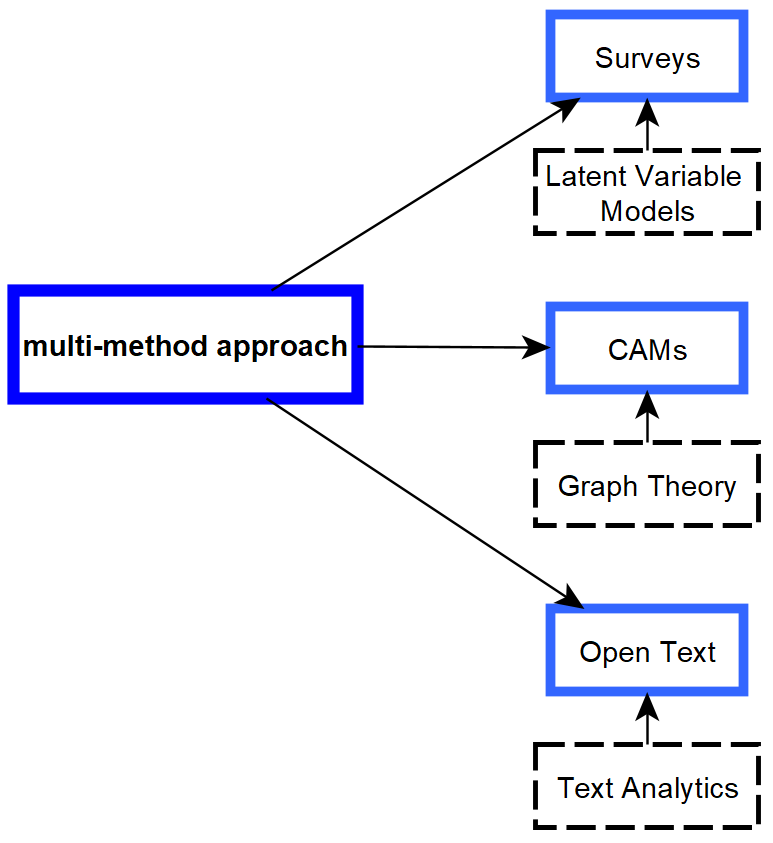 Surveys
Latent Variable
Models
multi-method approach
CAMs
Graph Theory
Open Text
Text Analytics